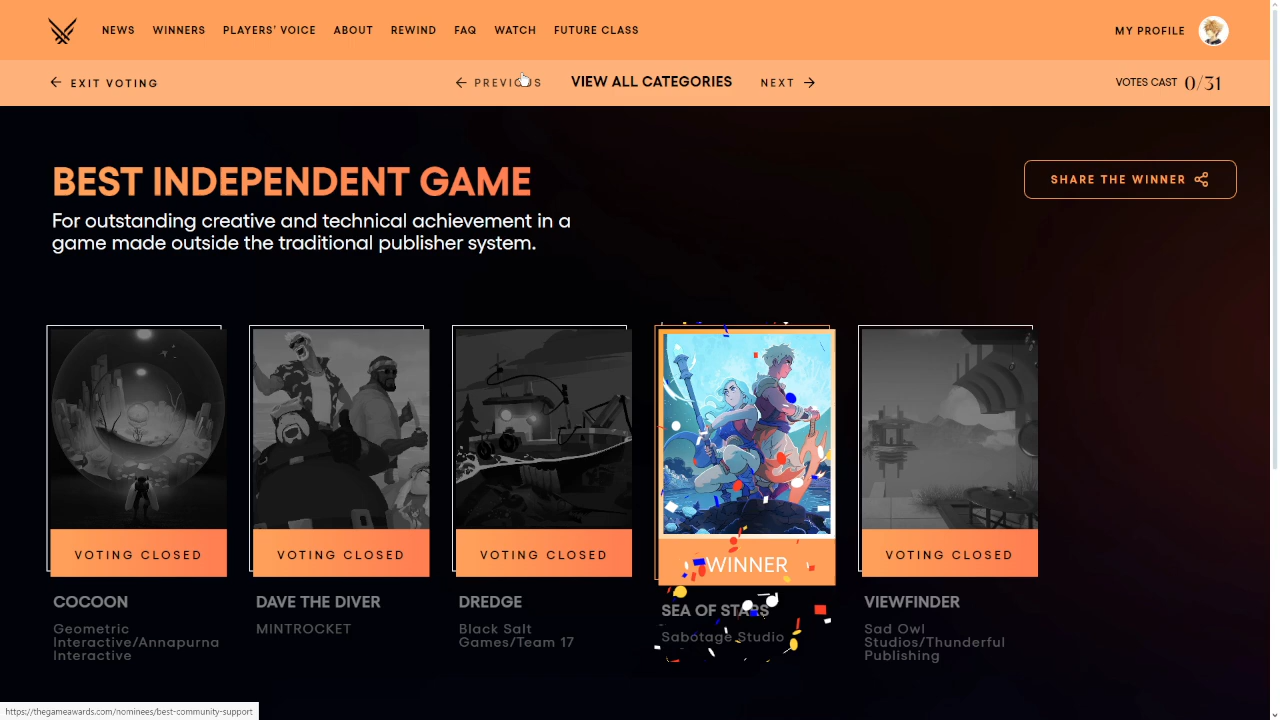 NEWS WINNERS PLAYERS' VOICE ABOUT REWIND FAQ WATCH FUTURE CLASS MY PROFILE
EXIT VOTING PREVIOUS VIEW ALL CATEGORIES NEXT VOTES CAST 0/31
BEST INDEPENDENT GAME
For outstanding creative and technical achievement in a
game made outside the traditional publisher system.
SHARE THE WINNER
VOTING CLOSED
COCOON
Geometric
Interactive/Annapurna
Interactive
VOTING CLOSED
DAVE THE DIVER
MINTROCKET
VOTING CLOSED
DREDGE
Black Salt
Games/Team 17
WINNER
SEA OF STARS
Sabotage Studio
VOTING CLOSED
VIEWFINDER
Sad Owl
Studios/Thunderful
Publishing
https://thegameawards.com/nominees/best-community-support